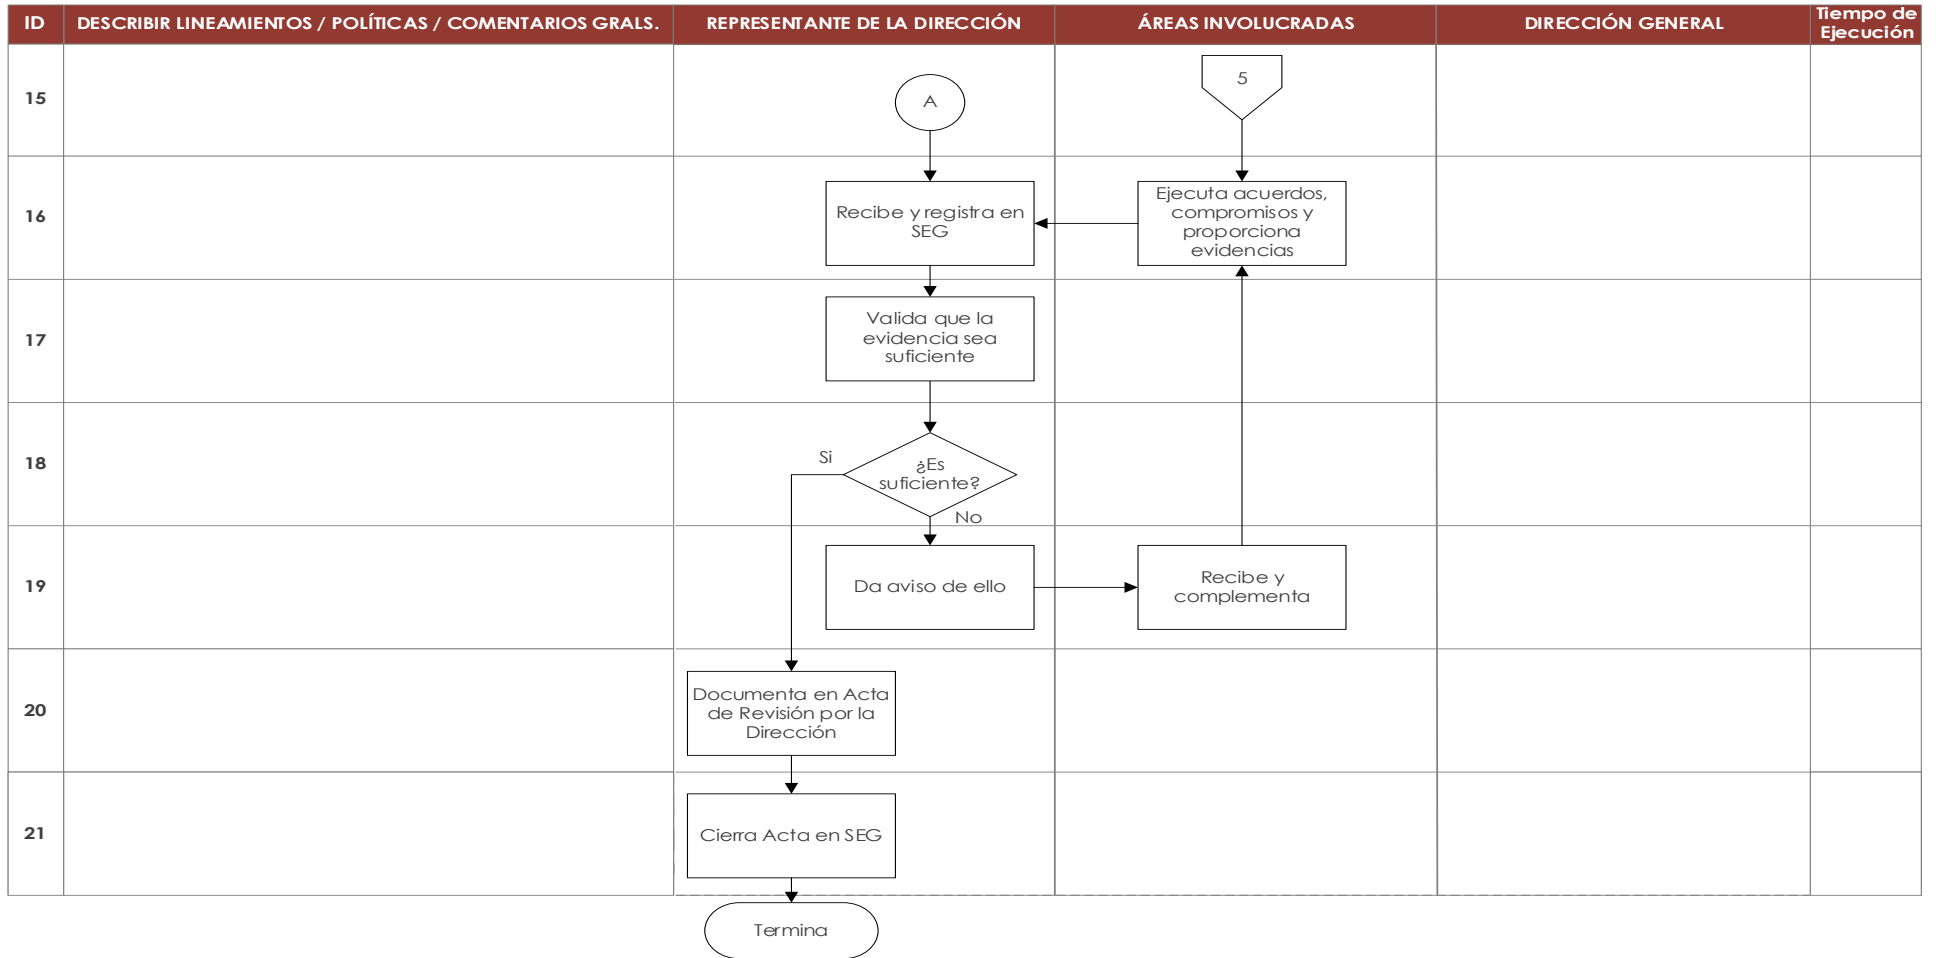 ID
DESCRIBIR LINEAMIENTOS / POLÍTICAS / COMENTARIOS GRALS.
REPRESENTANTE DE LA DIRECCIÓN
ÁREAS INVOLUCRADAS
DIRECCIÓN GENERAL
Tiempo de
Ejecución
15
A
5
16
Recibe y registra en
SEG
Ejecuta acuerdos,
compromisos y
proporciona
evidencias
17
Valida que la
evidencia sea
suficiente
18
Si
¿Es
suficiente?
No
19
Da aviso de ello
Recibe y
complementa
20
Documenta en Acta
de Revisión por la
Dirección
21
Cierra Acta en SEG
Termina